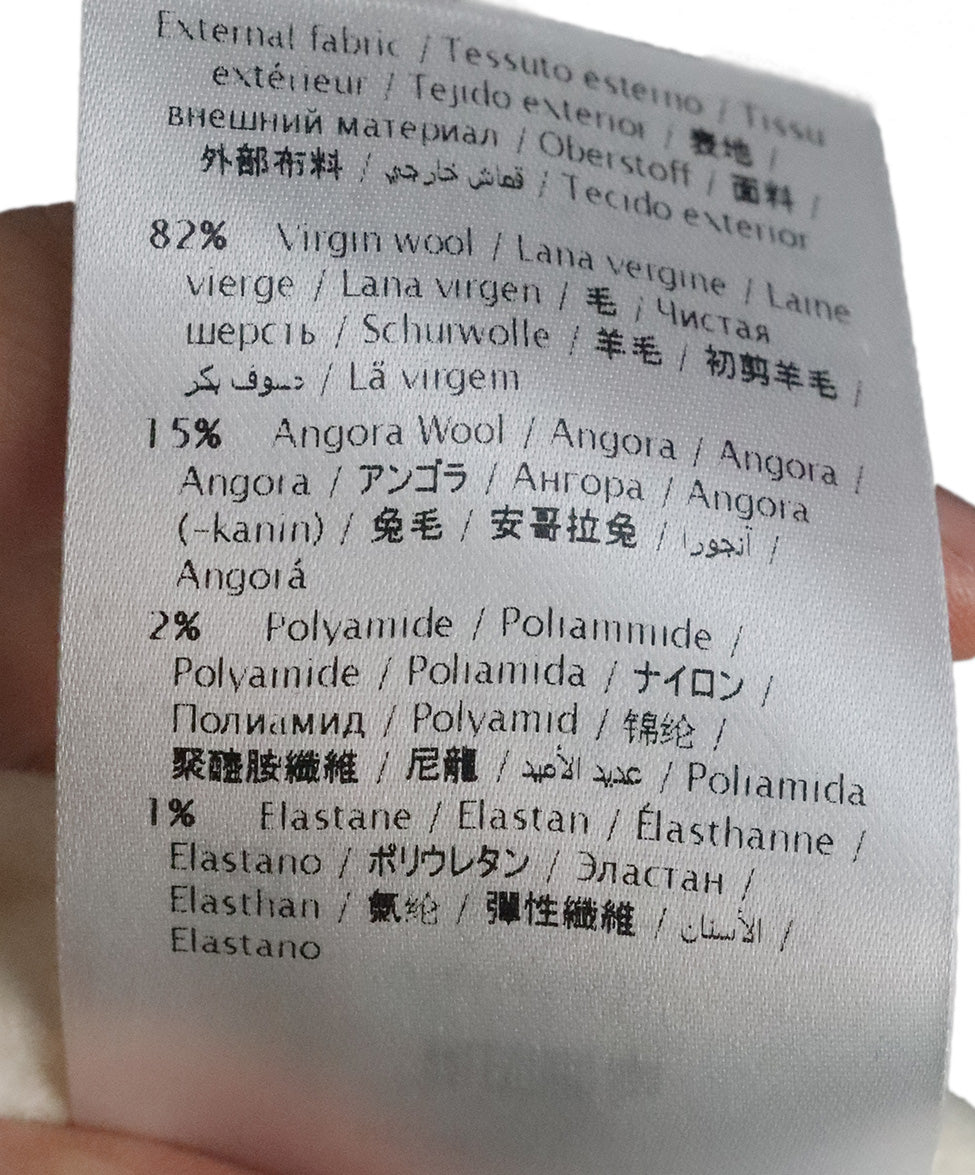 External fabric / Tessuto esterno / Tissu
extérieur / Tejido exterior / 表地 /
внешний материал / Oberstoff / 面料 /
外部布料 / قماش خارجي / Tecido exterior
82% Virgin wool / Lana vergine / Laine
vierge / Lana virgen / 毛 / Чистая
шерсть / Schurwolle / 羊毛 / 初剪羊毛 /
صوف بكر / Lã virgem
15% Angora Wool / Angora / Angora /
Angora / アンゴラ / Ангора / Angora
(-kanin) / 兔毛 / 安哥拉兔 / آنجورا /
Angorá
2% Polyamide / Poliammide /
Polyamide / Poliamida / ナイロン /
Полиамид / Polyamid / 锦纶 /
聚醯胺纖維 / 尼龍 / عديد الأميد / Poliamida
1% Elastane / Elastan / Élasthanne /
Elastano / ポリウレタン / Эластан /
Elasthan / 氨纶 / 彈性纖維 / الأستان /
Elastano